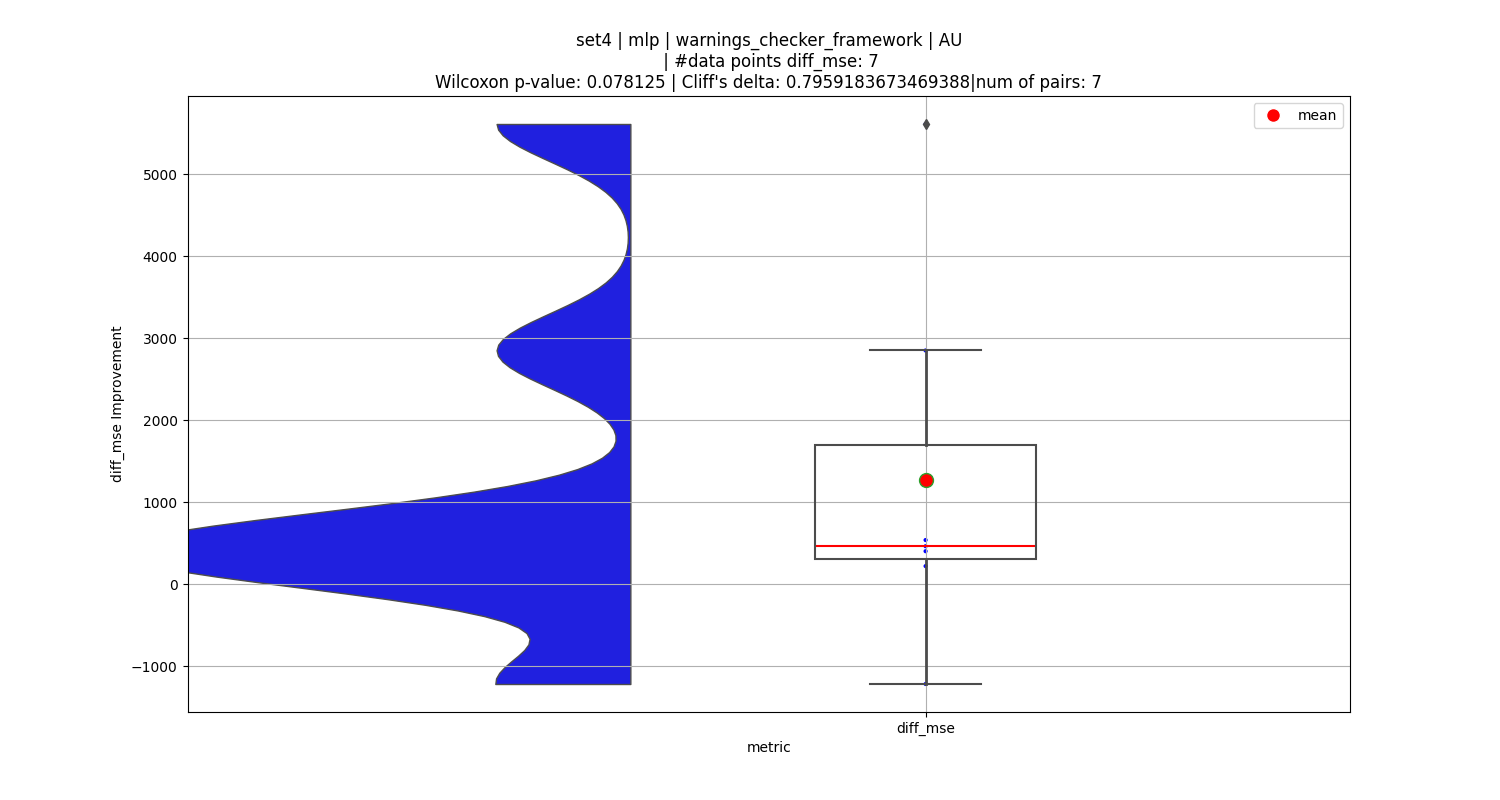 set4 | mlp | warnings_checker_framework | AU
| #data points diff_mse: 7
Wilcoxon p-value: 0.078125 | Cliff's delta: 0.7959183673469388|num of pairs: 7
mean
5000
4000
3000
2000
1000
0
−1000
diff_mse Improvement
diff_mse
metric